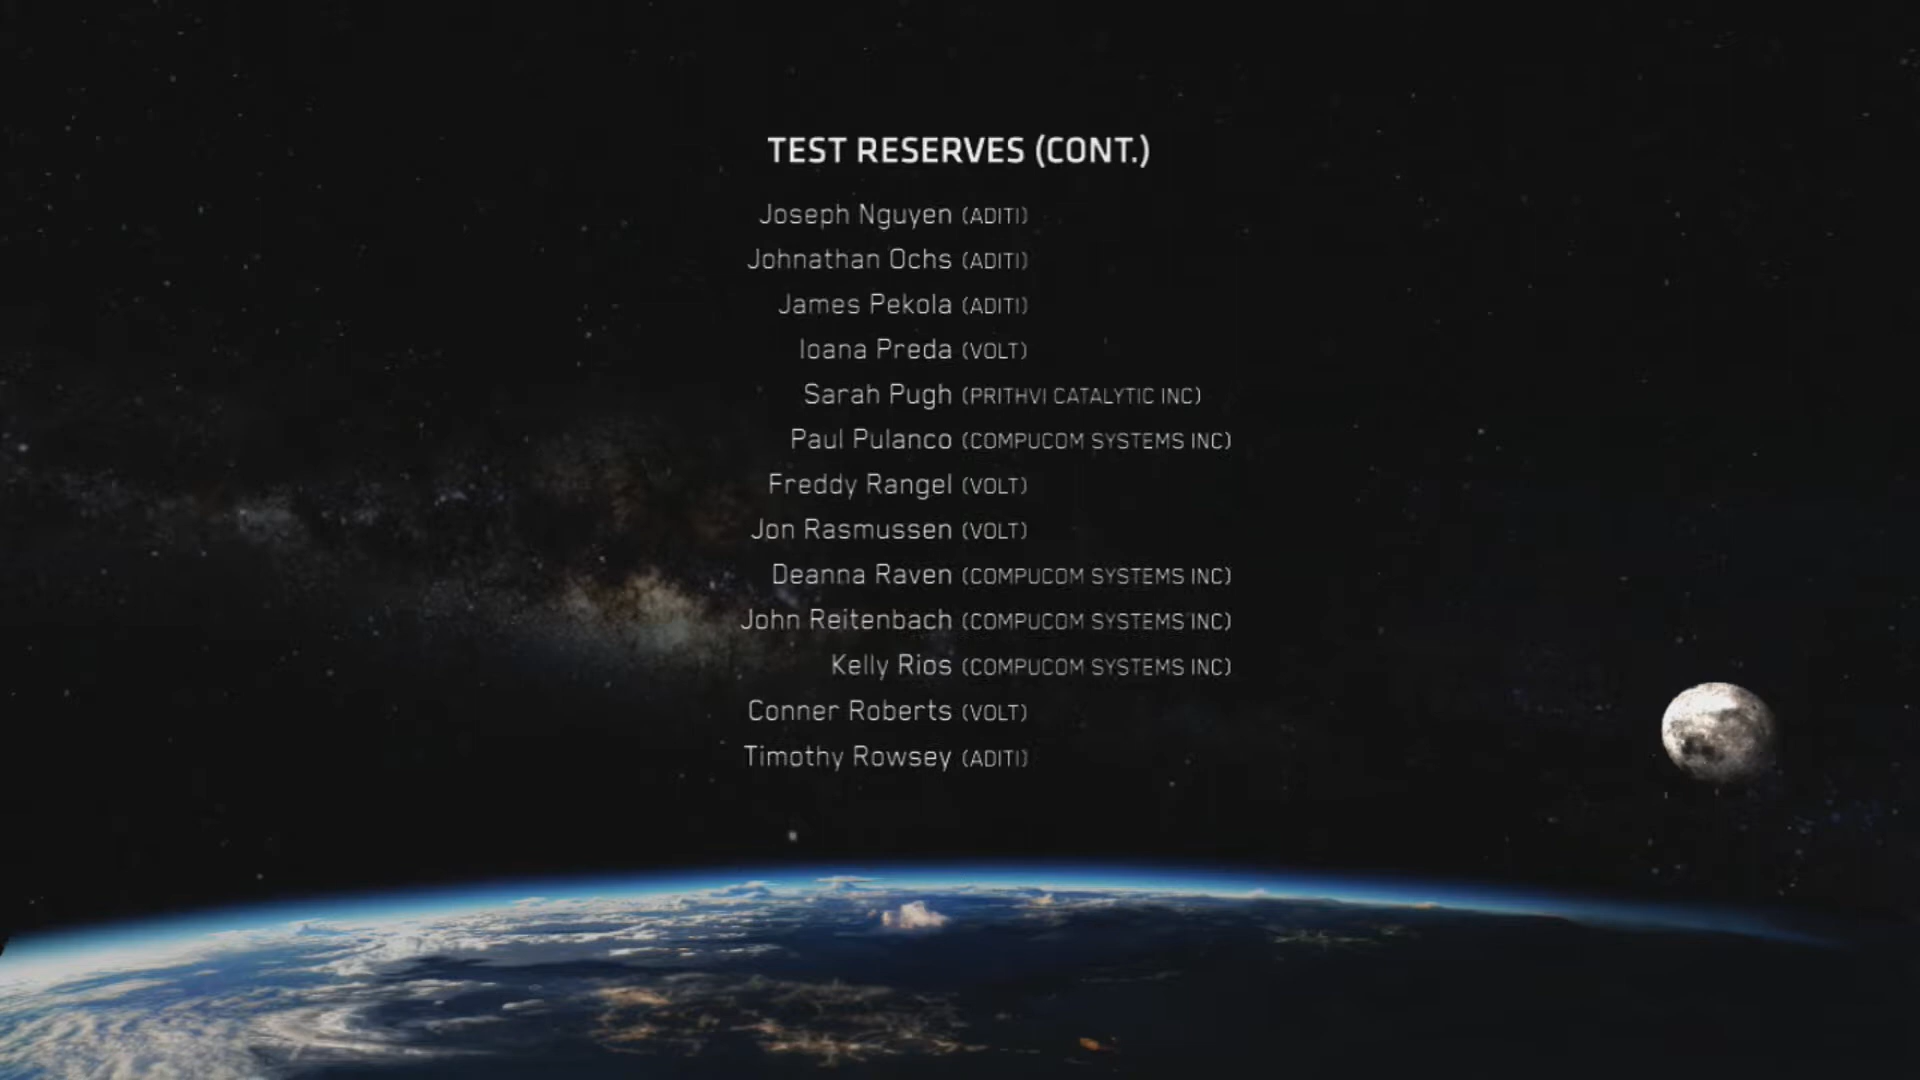 TEST RESERVES (CONT.)
Joseph Nguyen (ADITI)
Johnathan Ochs (ADITI)
James Pekola (ADITI)
Ioana Preda (VOLT)
Sarah Pugh (PRITHVI CATALYTIC INC)
Paul Pulanco (COMPUCOM SYSTEMS INC)
Freddy Rangel (VOLT)
Jon Rasmussen (VOLT)
Deanna Raven (COMPUCOM SYSTEMS INC)
John Reitenbach (COMPUCOM SYSTEMS INC)
Kelly Rios (COMPUCOM SYSTEMS INC)
Conner Roberts (VOLT)
Timothy Rowsey (ADITI)